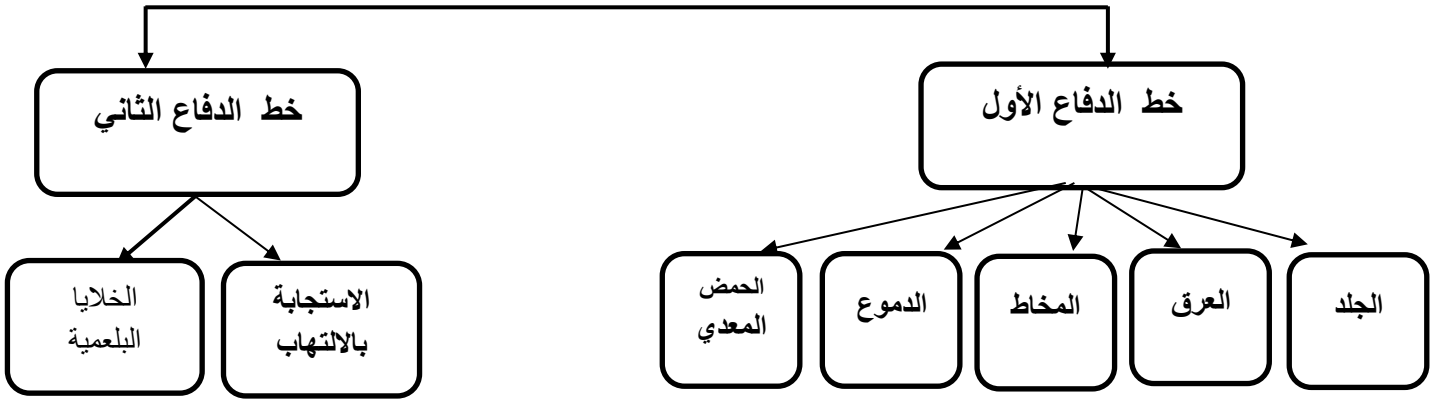 خط الدفاع الأول
خط الدفاع الثاني
الجلد
العرق
المخاط
الدموع
الحمض
المعدي
الاستجابة
بالالتهاب
الخلايا
البلعمية